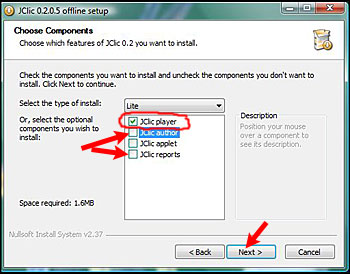 JClic 0.2.0.5 offline setup
Choose Components
Choose which features of JClic 0.2 you want to install.
Check the components you want to install and uncheck the components you don't want to
install. Click Next to continue.
Select the type of install:
Lite
Or, select the optional
components you wish to
install:
JClic player
JClic author
JClic applet
JClic reports
Description
Position your mouse
over a component to
see its description.
Space required: 1.6MB
Nullsoft Install System v2.37
< Back
Next >
Cancel